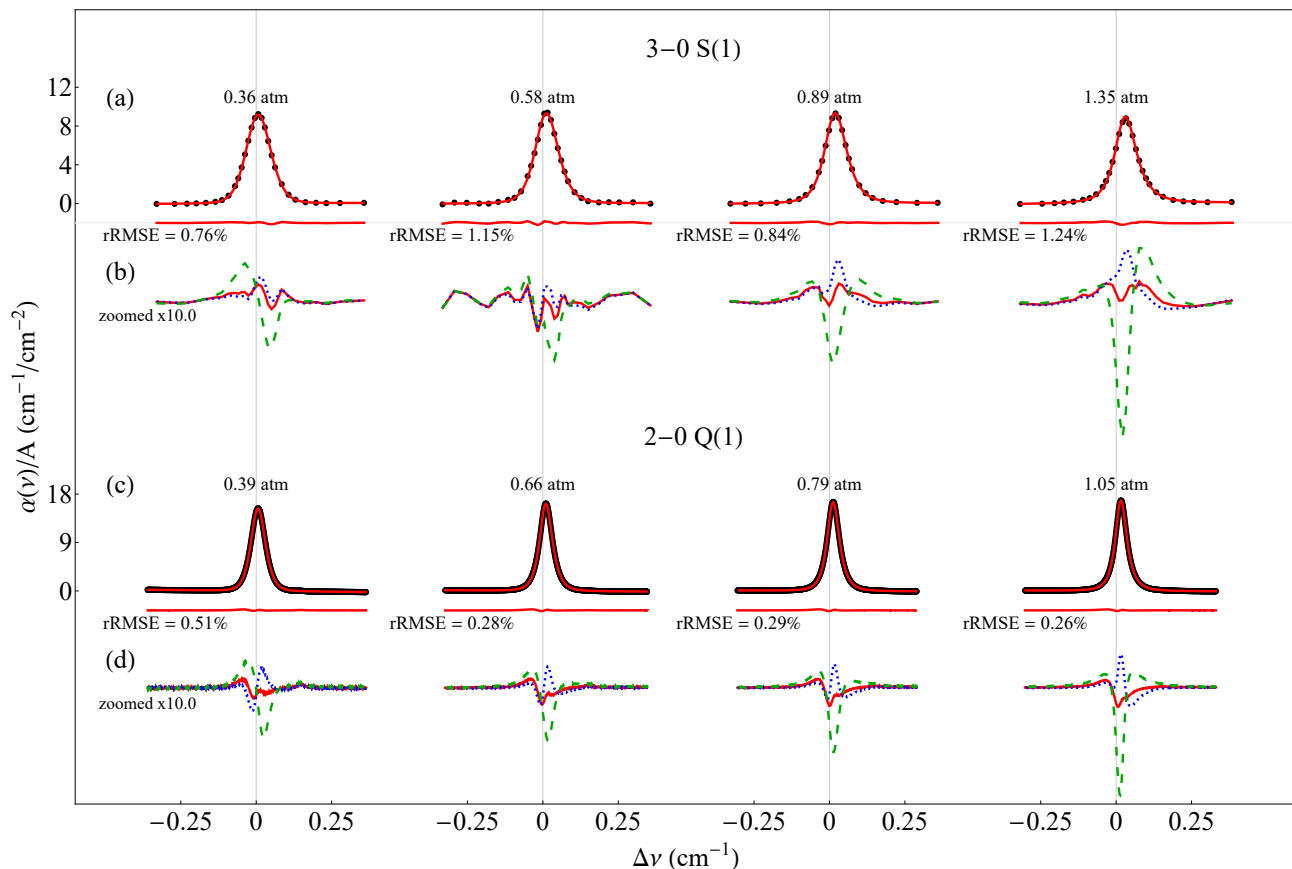 3−0 S(1)
(a)
0.36 atm
0.58 atm
0.89 atm
1.35 atm
12
8
4
0
rRMSE = 0.76%
rRMSE = 1.15%
rRMSE = 0.84%
rRMSE = 1.24%
(b)
zoomed x10.0
α(ν)/A (cm⁻¹/cm⁻²)
2−0 Q(1)
(c)
0.39 atm
0.66 atm
0.79 atm
1.05 atm
18
9
0
rRMSE = 0.51%
rRMSE = 0.28%
rRMSE = 0.29%
rRMSE = 0.26%
(d)
zoomed x10.0
−0.25 0 0.25 −0.25 0 0.25 −0.25 0 0.25 −0.25 0 0.25
Δν (cm⁻¹)